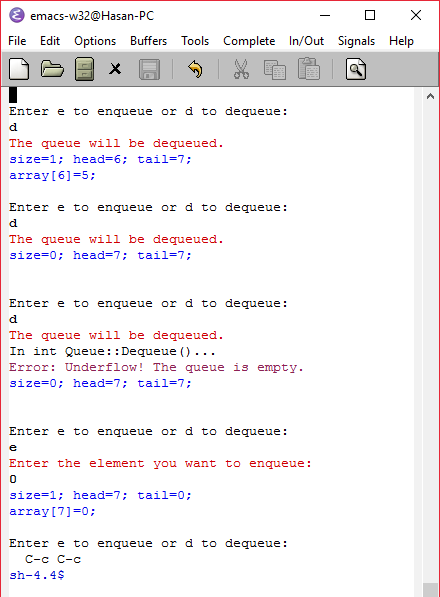 emacs-w32@Hasan-PC
File Edit Options Buffers Tools Complete In/Out Signals Help
Enter e to enqueue or d to dequeue:
d
The queue will be dequeued.
size=1; head=6; tail=7;
array[6]=5;
Enter e to enqueue or d to dequeue:
d
The queue will be dequeued.
size=0; head=7; tail=7;
Enter e to enqueue or d to dequeue:
d
The queue will be dequeued.
In int Queue::Dequeue()...
Error: Underflow! The queue is empty.
size=0; head=7; tail=7;
Enter e to enqueue or d to dequeue:
e
Enter the element you want to enqueue:
0
size=1; head=7; tail=0;
array[7]=0;
Enter e to enqueue or d to dequeue:
C-c C-c
sh-4.4$